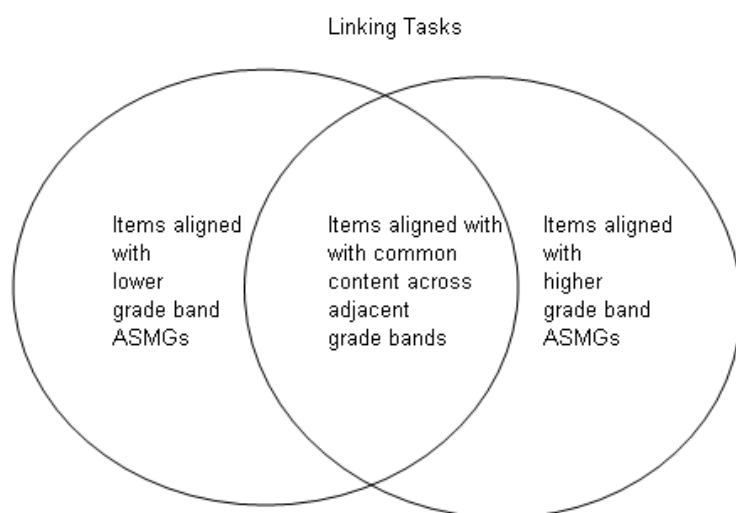 Linking Tasks
Items aligned
with
lower
grade band
ASMGs
Items aligned with
with common
content across
adjacent
grade bands
Items aligned
with
higher
grade band
ASMGs